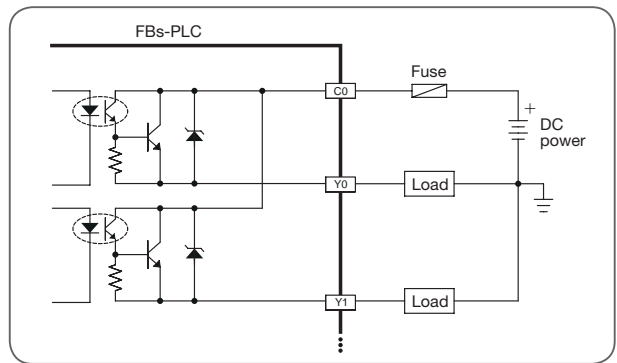 FBs-PLC
C0
Fuse
+
DC
power
Y0
Load
Y1
Load